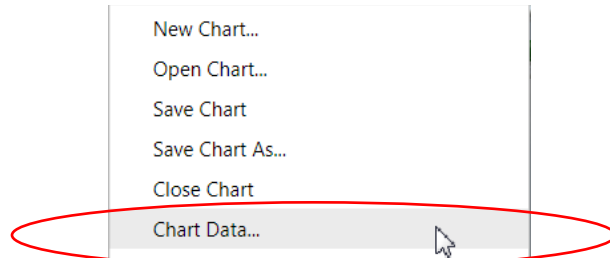 New Chart...
Open Chart...
Save Chart
Save Chart As...
Close Chart
Chart Data...